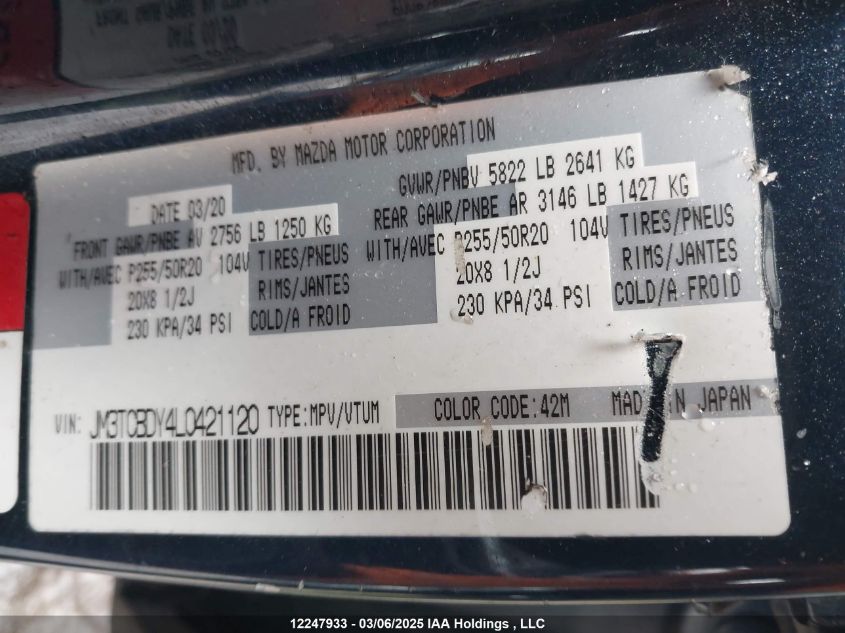 MFD. BY MAZDA MOTOR CORPORATION
DATE 03/20
GVWR/PNBV 5822 LB 2641 KG
FRONT GAWR/PNBE AV 2756 LB 1250 KG
REAR GAWR/PNBE AR 3146 LB 1427 KG
WITH/AVEC P255/50R20 104V TIRES/PNEUS
WITH/AVEC P255/50R20 104V TIRES/PNEUS
20X8 1/2J RIMS/JANTES
20X8 1/2J RIMS/JANTES
230 KPA/34 PSI COLD/A FROID
230 KPA/34 PSI COLD/A FROID
VIN: JM3TCBDY4L0421120 TYPE:MPV/VTUM COLOR CODE:42M MAD IN JAPAN
12247933 - 03/06/2025 IAA Holdings , LLC